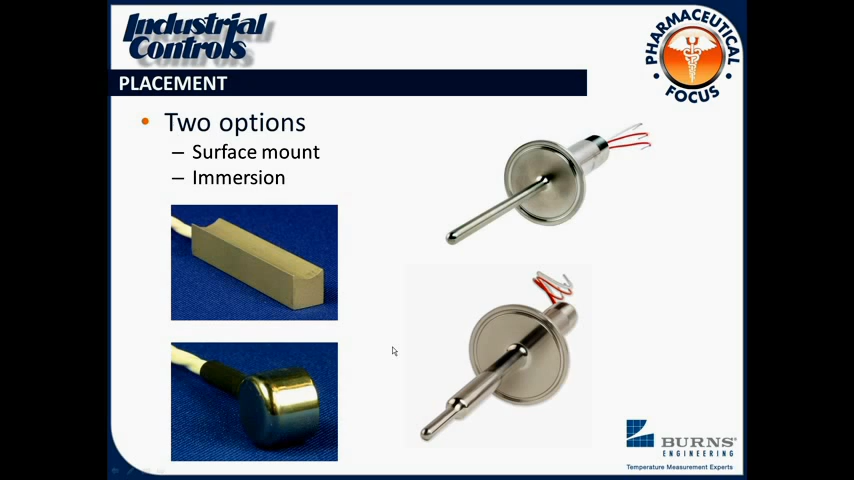 Industrial
Controls
PHARMACEUTICAL
FOCUS
PLACEMENT
• Two options
– Surface mount
– Immersion
BURNS®
ENGINEERING
Temperature Measurement Experts